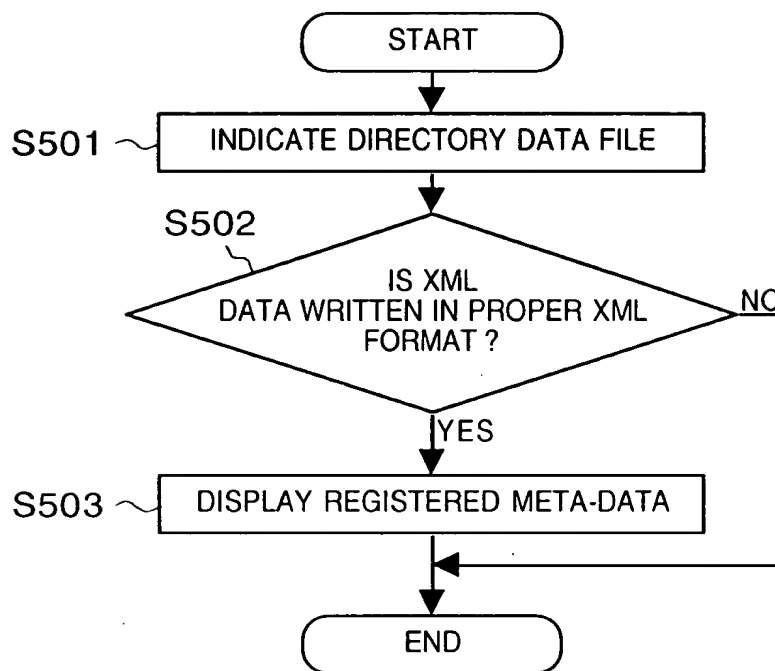 START
S501
INDICATE DIRECTORY DATA FILE
S502
IS XML
DATA WRITTEN IN PROPER XML
FORMAT ?
NO
YES
S503
DISPLAY REGISTERED META-DATA
END